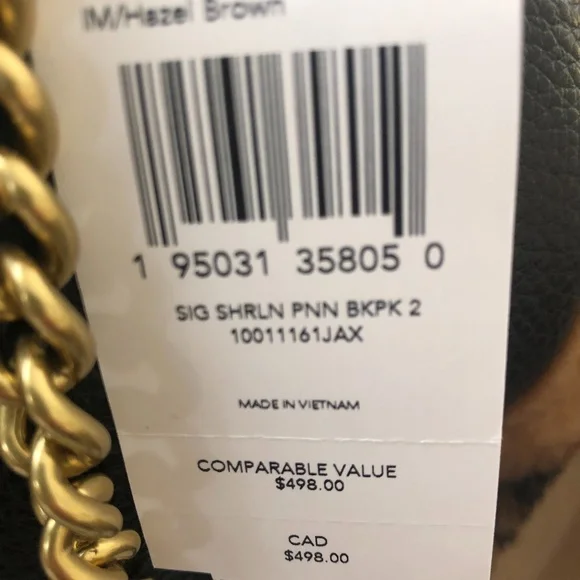 IM/Hazel Brown
1 95031 35805 0
SIG SHRLN PNN BKPK 2
10011161JAX
MADE IN VIETNAM
COMPARABLE VALUE
$498.00
CAD
$498.00